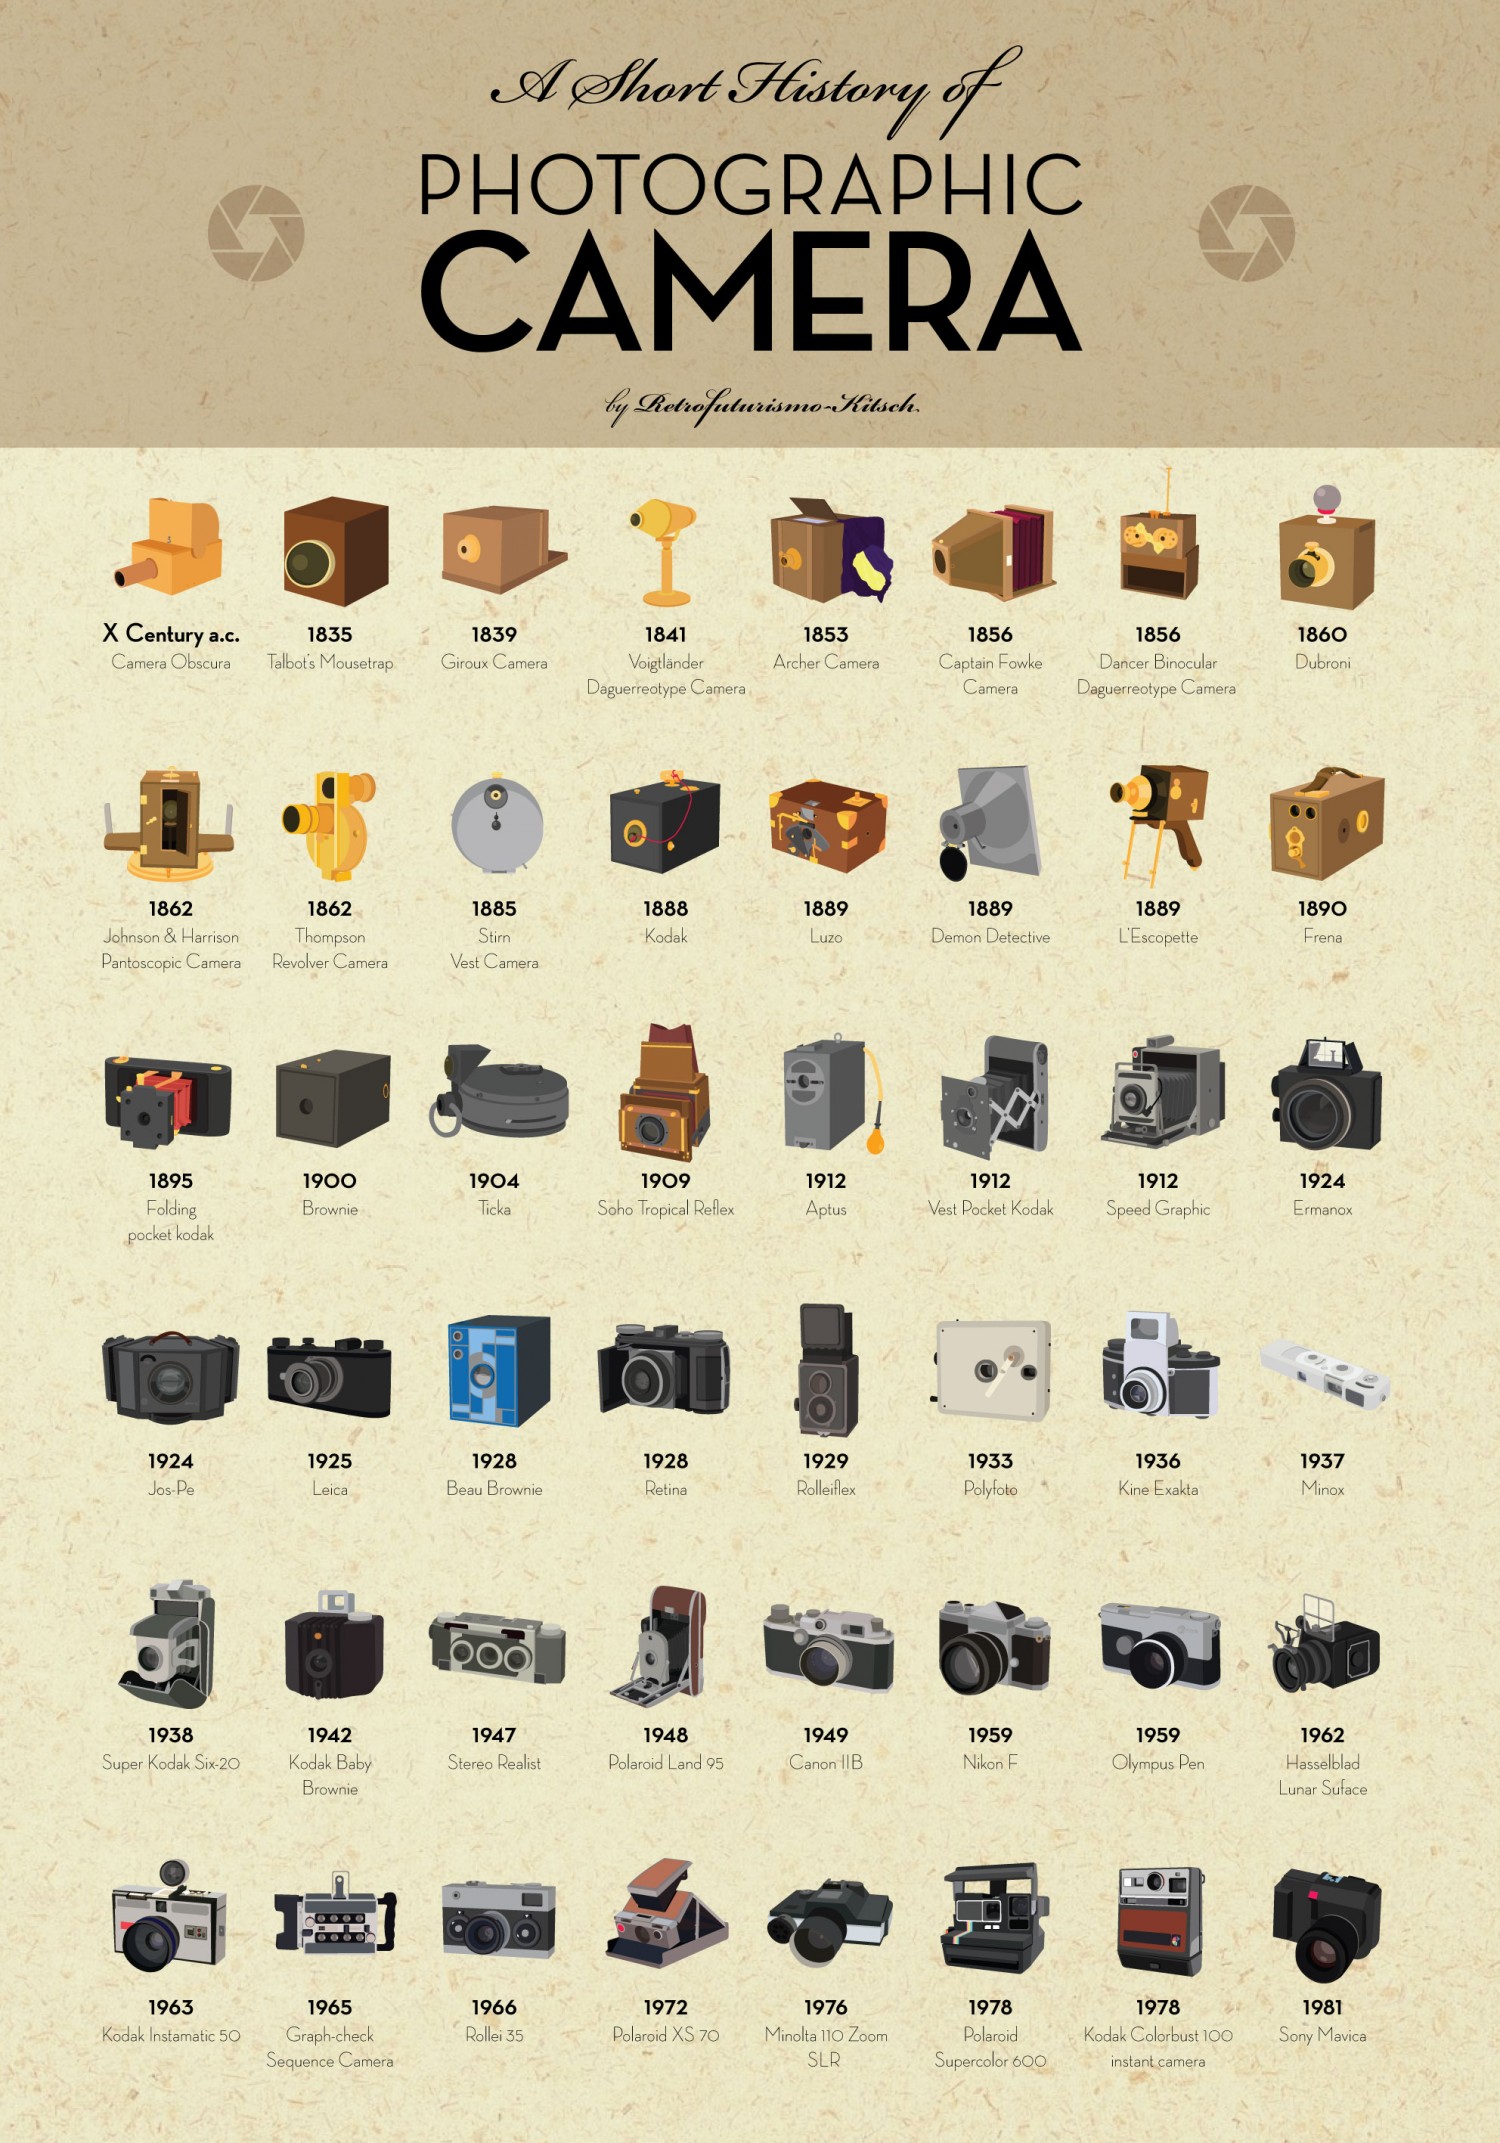 A Short History of
PHOTOGRAPHIC
CAMERA
by Retrofuturismo-Kitsch.
X Century a.c.
Camera Obscura
1835
Talbot's Mousetrap
1839
Giroux Camera
1841
Voigtländer
Daguerreotype Camera
1853
Archer Camera
1856
Captain Fowke
Camera
1856
Dancer Binocular
Daguerreotype Camera
1860
Dubroni
1862
Johnson & Harrison
Pantoscopic Camera
1862
Thompson
Revolver Camera
1885
Stirn
Vest Camera
1888
Kodak
1889
Luzo
1889
Demon Detective
1889
L'Escopette
1890
Frena
1895
Folding
pocket kodak
1900
Brownie
1904
Ticka
1909
Soho Tropical Reflex
1912
Aptus
1912
Vest Pocket Kodak
1912
Speed Graphic
1924
Ermanox
1924
Jos-Pe
1925
Leica
1928
Beau Brownie
1928
Retina
1929
Rolleiflex
1933
Polyfoto
1936
Kine Exakta
1937
Minox
1938
Super Kodak Six-20
1942
Kodak Baby
Brownie
1947
Stereo Realist
1948
Polaroid Land 95
1949
Canon IIB
1959
Nikon F
1959
Olympus Pen
1962
Hasselblad
Lunar Suface
1963
Kodak Instamatic 50
1965
Graph-check
Sequence Camera
1966
Rollei 35
1972
Polaroid XS 70
1976
Minolta 110 Zoom
SLR
1978
Polaroid
Supercolor 600
1978
Kodak Colorbust 100
instant camera
1981
Sony Mavica